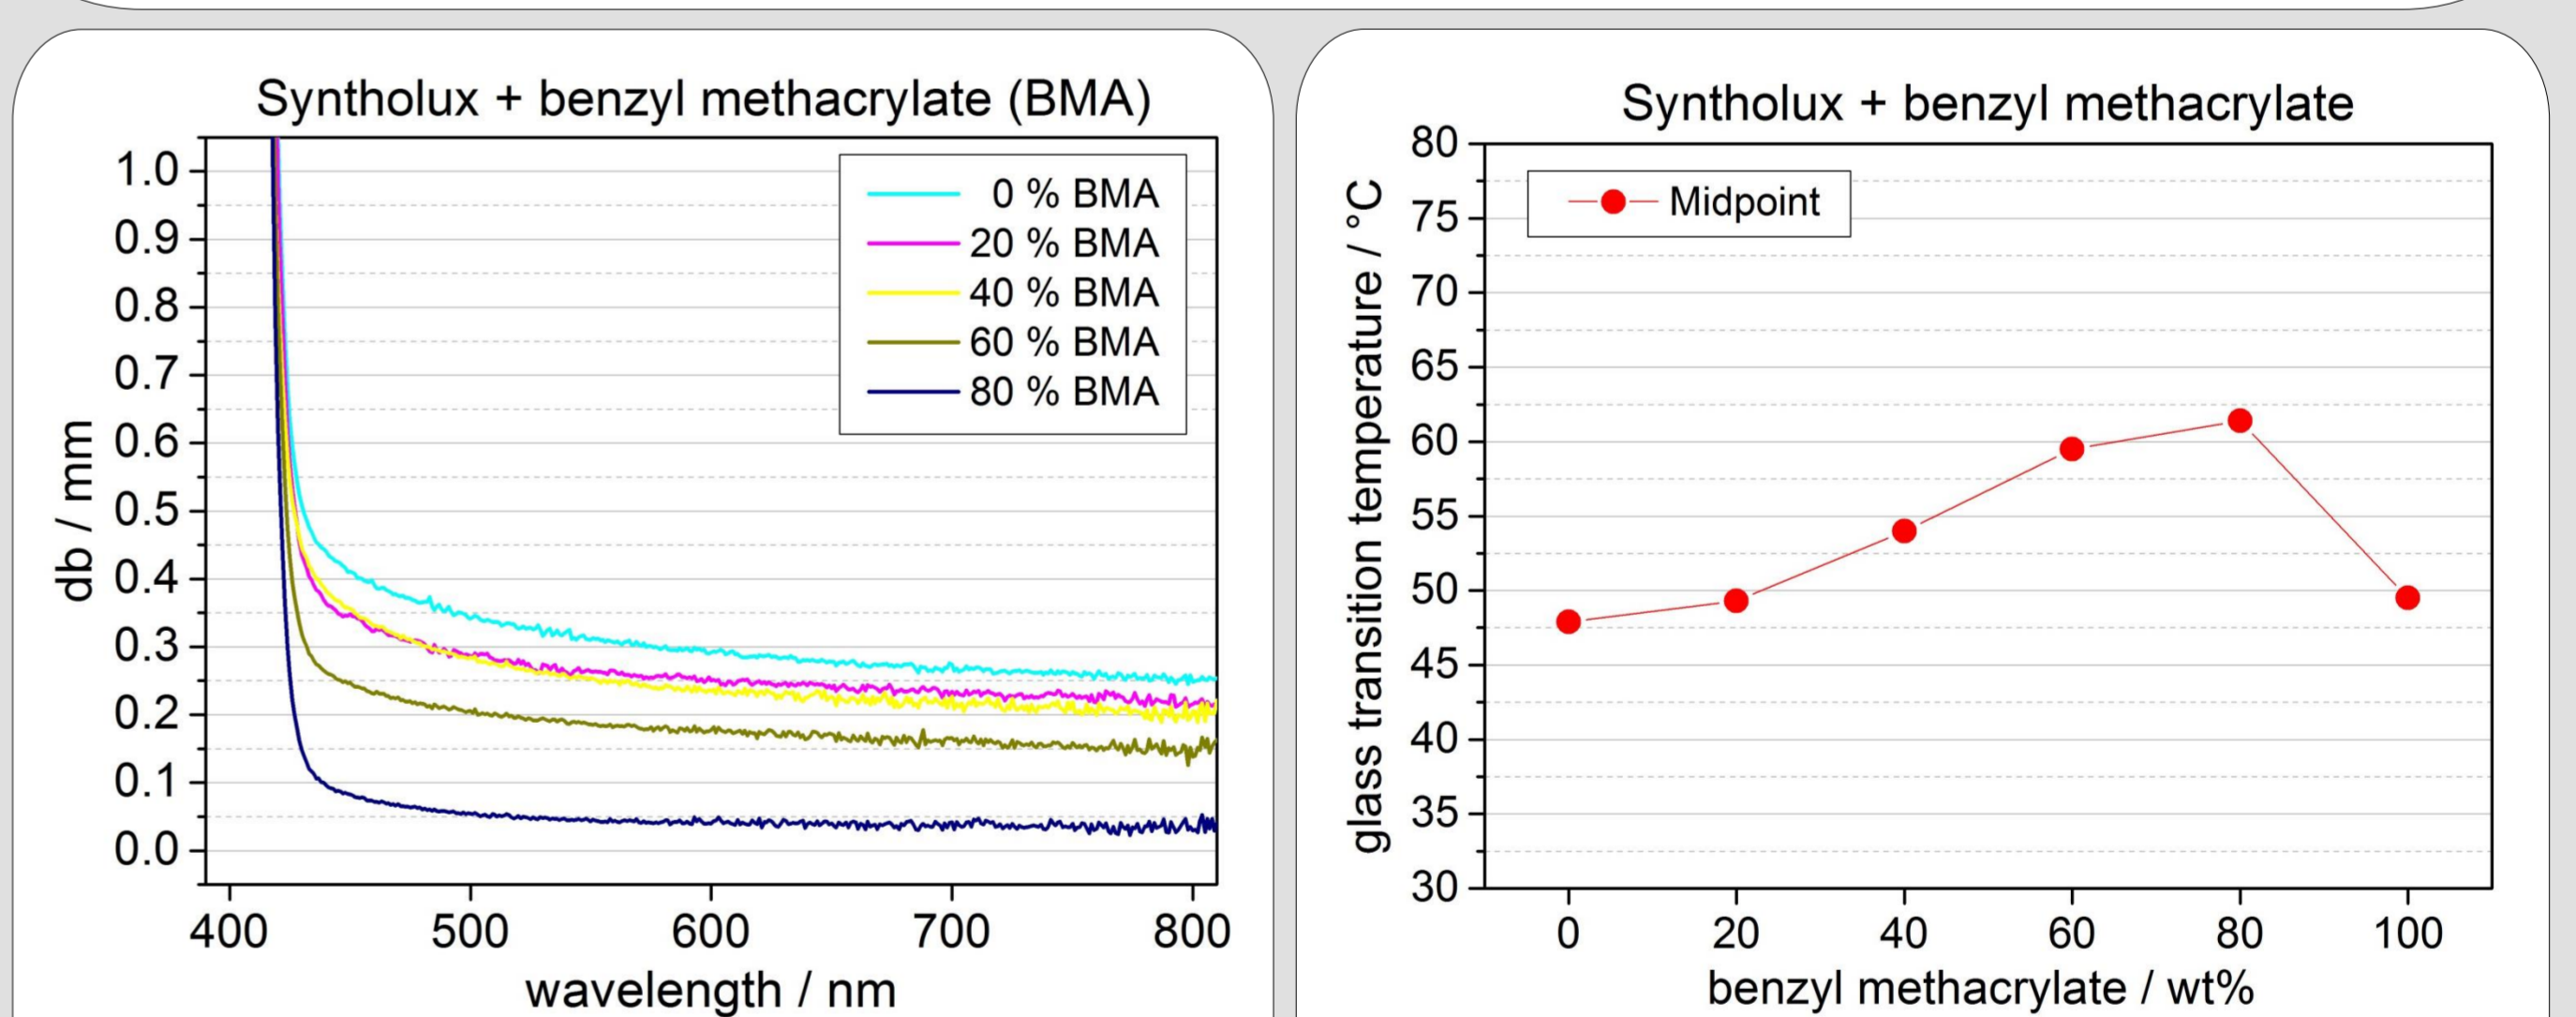 Syntholux + benzyl methacrylate (BMA)
1.0
0.9
0.8
0.7
0.6
0.5
0.4
0.3
0.2
0.1
0.0
db / mm
0 % BMA
20 % BMA
40 % BMA
60 % BMA
80 % BMA
400 500 600 700 800
wavelength / nm
Syntholux + benzyl methacrylate
80
75
70
65
60
55
50
45
40
35
30
glass transition temperature / °C
Midpoint
0 20 40 60 80 100
benzyl methacrylate / wt%